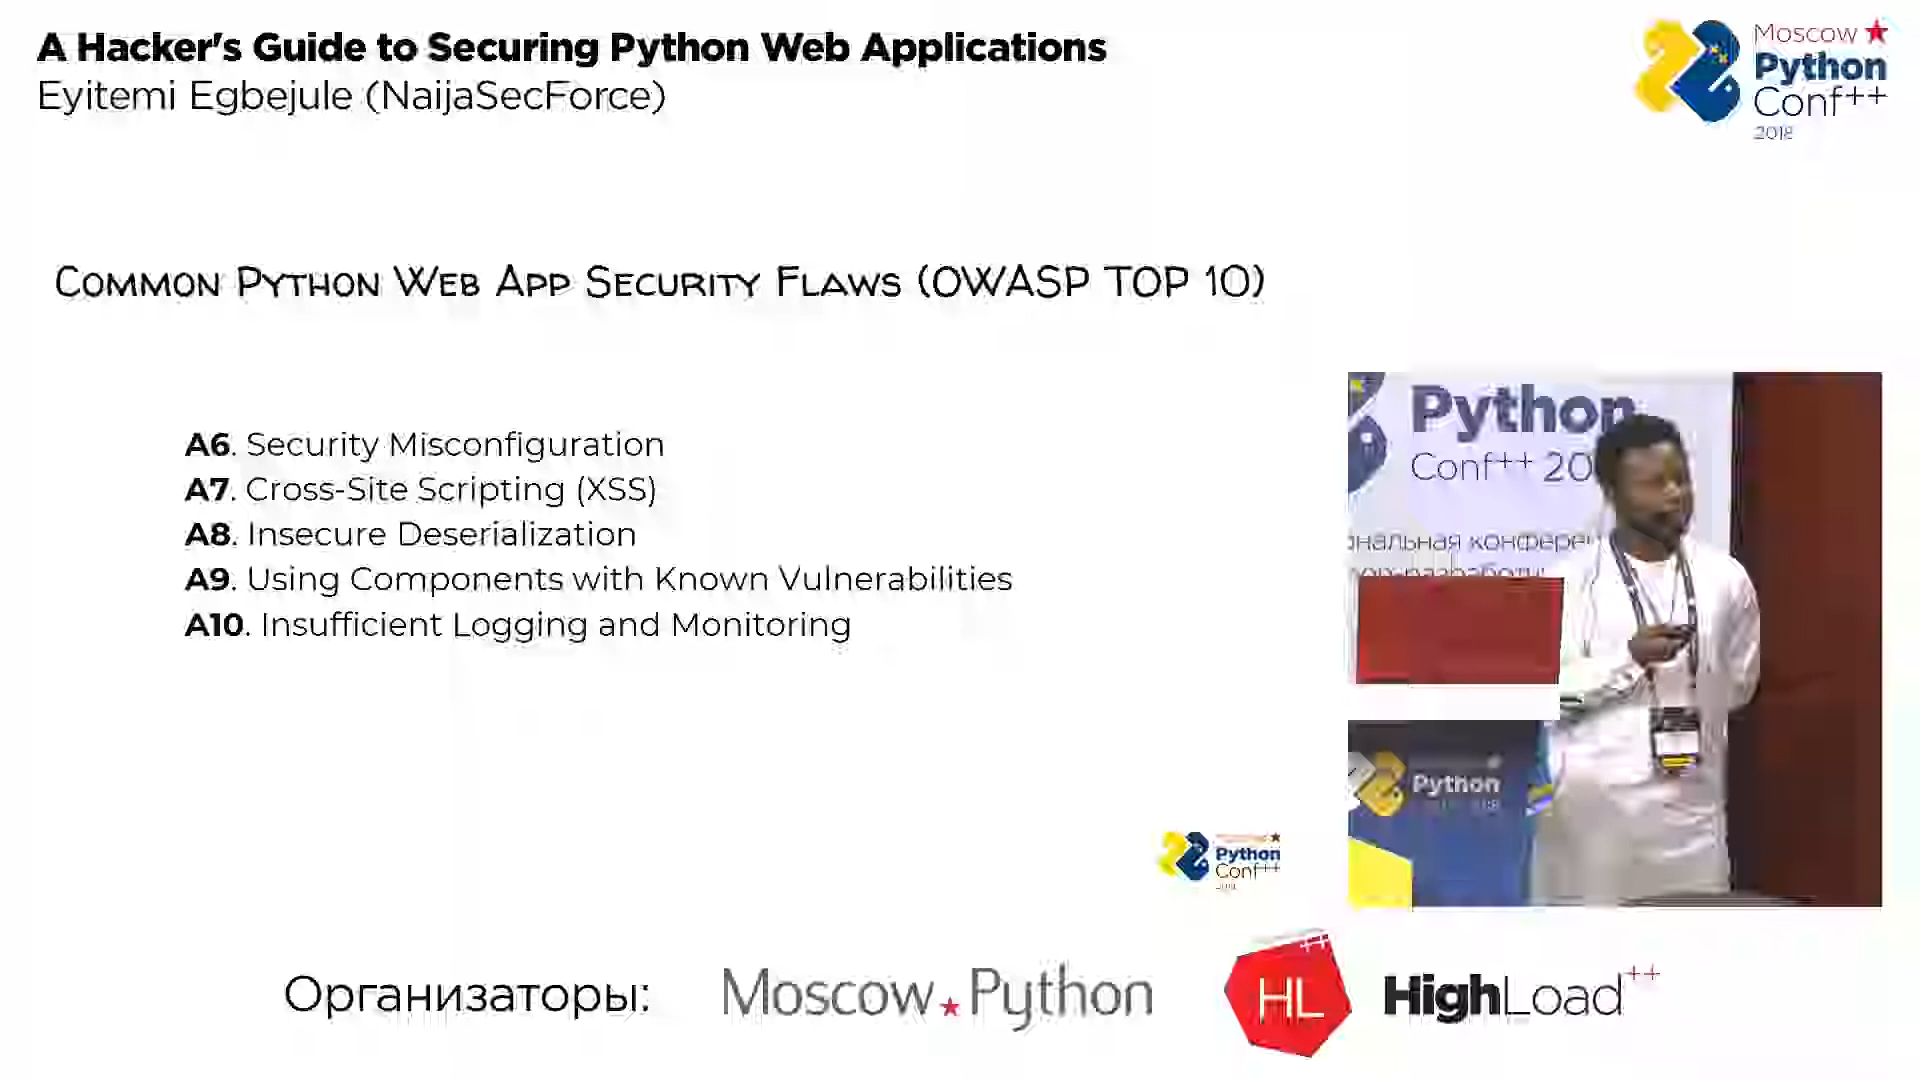 A Hacker's Guide to Securing Python Web Applications
Eyitemi Egbejule (NaijaSecForce)
Moscow
Python
Conf++
2018
Common Python Web App Security Flaws (OWASP TOP 10)
A6. Security Misconfiguration
A7. Cross-Site Scripting (XSS)
A8. Insecure Deserialization
A9. Using Components with Known Vulnerabilities
A10. Insufficient Logging and Monitoring
Python
Conf++ 20
Python
Python
Conf++
Организаторы:
Moscow Python
HL++
HighLoad++